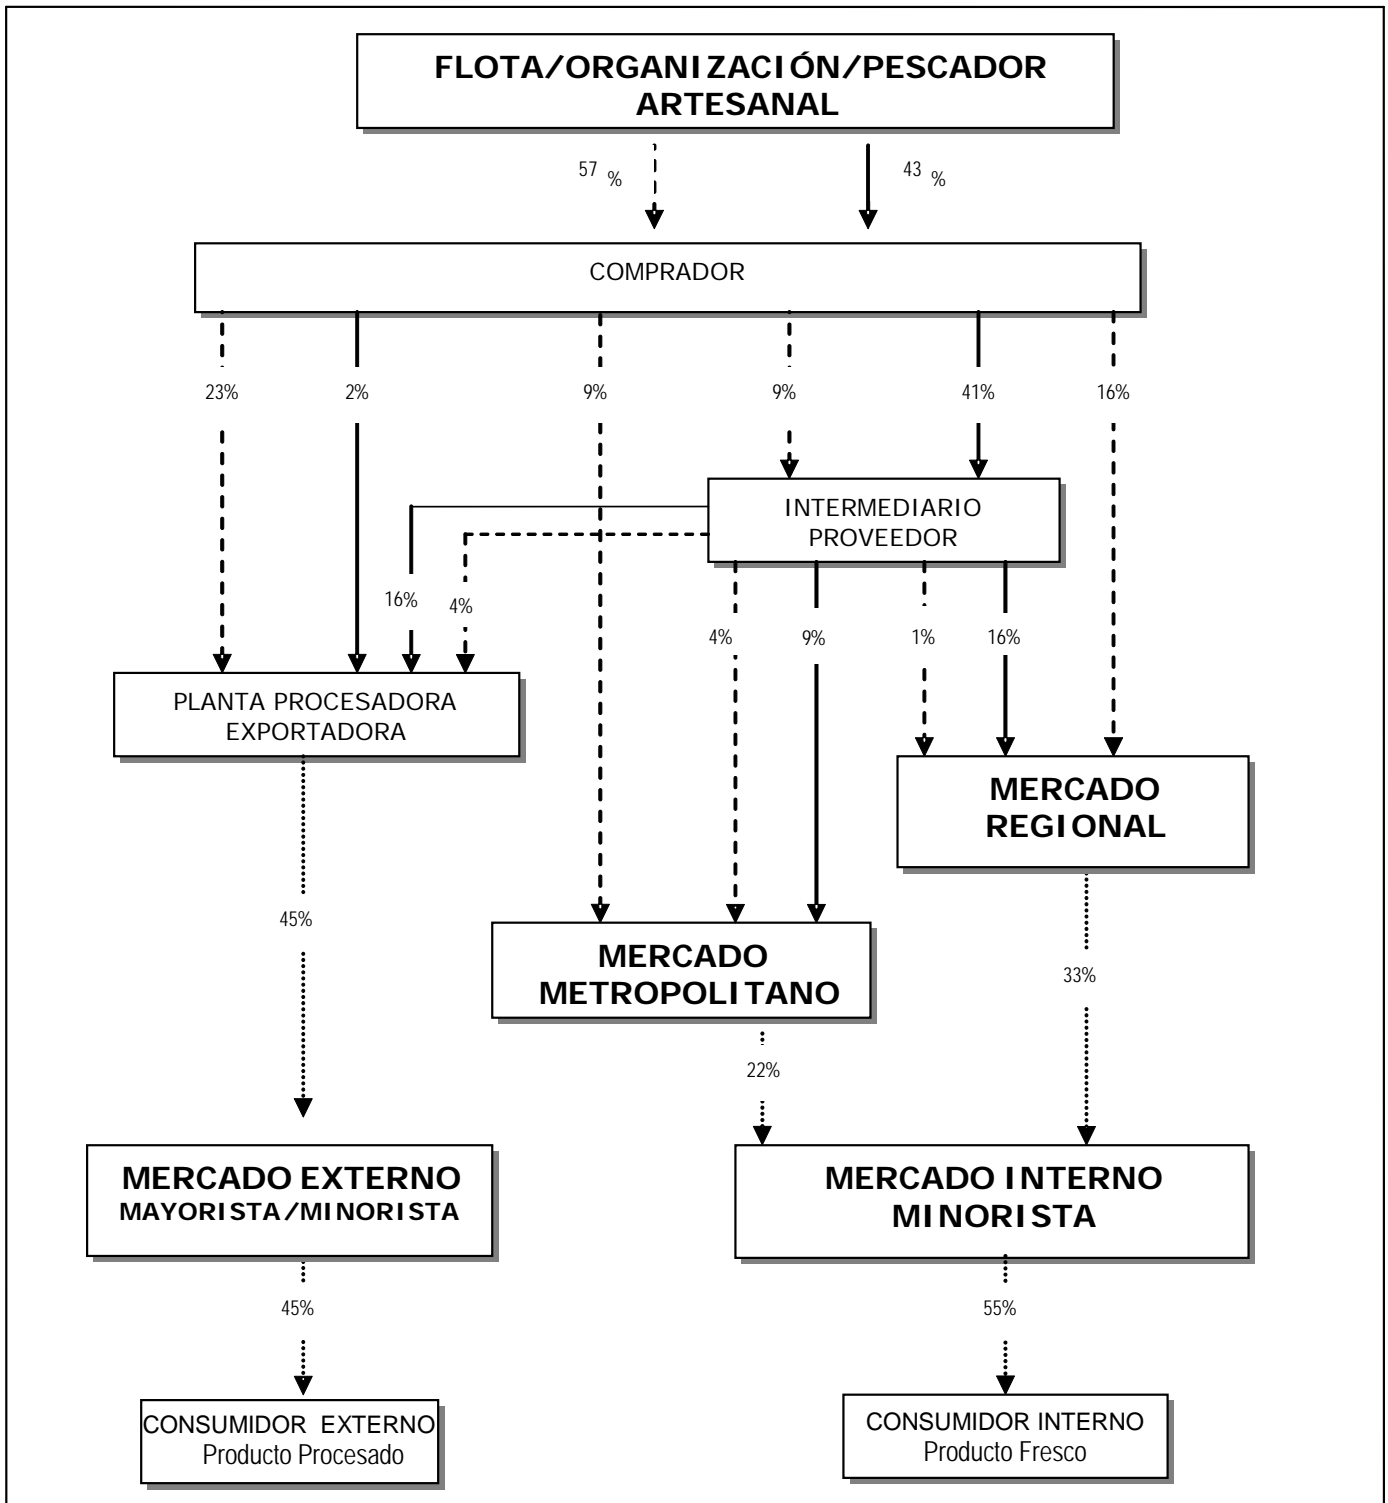 FLOTA/ORGANIZACIÓN/PESCADOR
ARTESANAL
57 %
43 %
COMPRADOR
23%
2%
9%
9%
41%
16%
INTERMEDIARIO
PROVEEDOR
16%
4%
4%
9%
1%
16%
PLANTA PROCESADORA
EXPORTADORA
MERCADO
REGIONAL
45%
MERCADO
METROPOLITANO
33%
22%
MERCADO EXTERNO
MAYORISTA/MINORISTA
MERCADO INTERNO
MINORISTA
45%
55%
CONSUMIDOR EXTERNO
Producto Procesado
CONSUMIDOR INTERNO
Producto Fresco